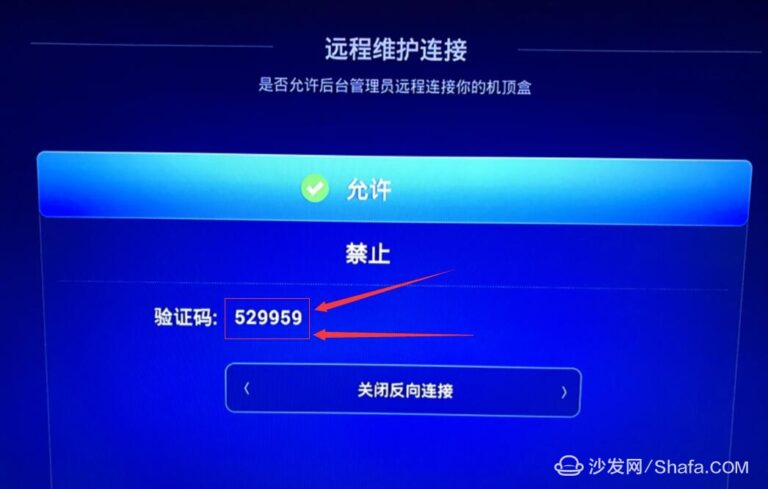 远程维护连接
是否允许后台管理员远程连接你的机顶盒
允许
禁止
验证码: 529959
关闭反向连接
沙发网/Shafa.COM